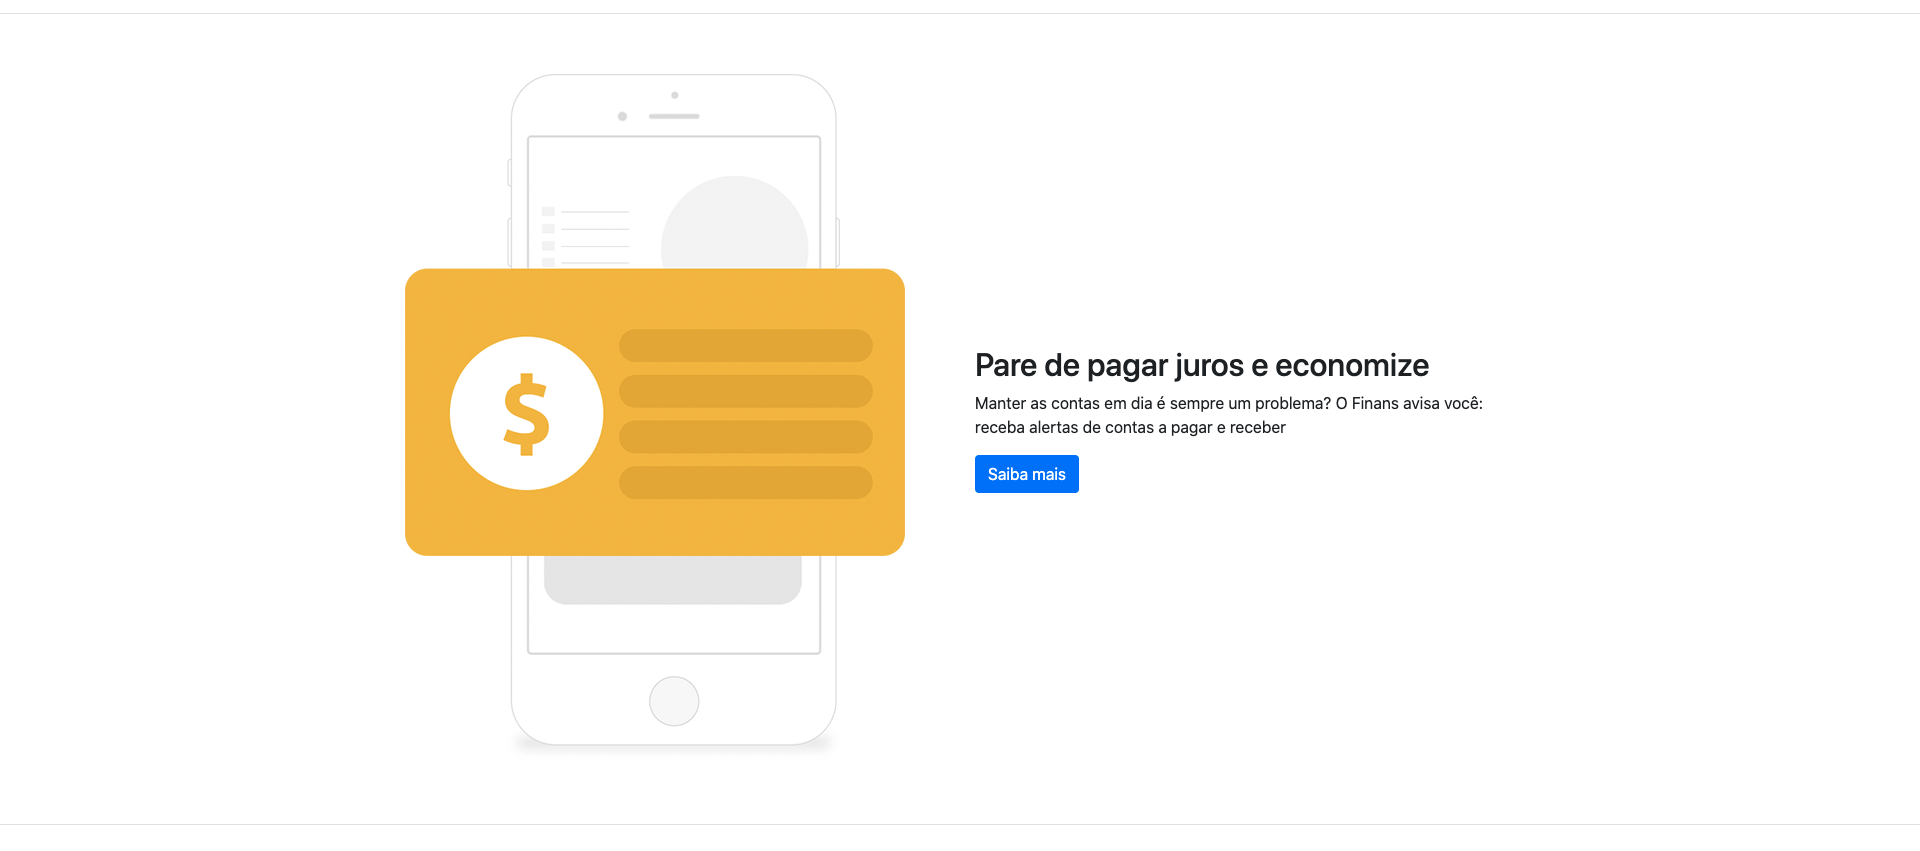 $
Pare de pagar juros e economize
Manter as contas em dia é sempre um problema? O Finans avisa você:
receba alertas de contas a pagar e receber
Saiba mais